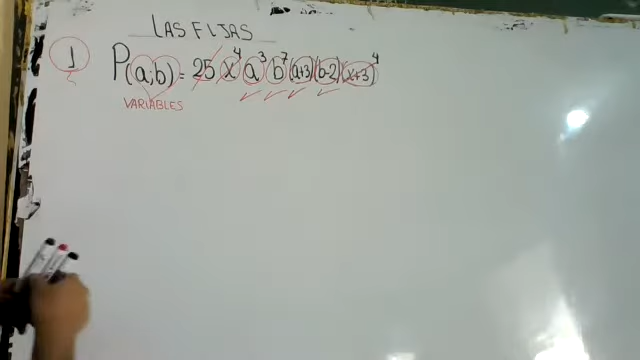 LAS FIJAS
1 P(a;b) = 25 x⁴ a³ b⁷ (a+3) (b-2) (x+3)⁴
VARIABLES